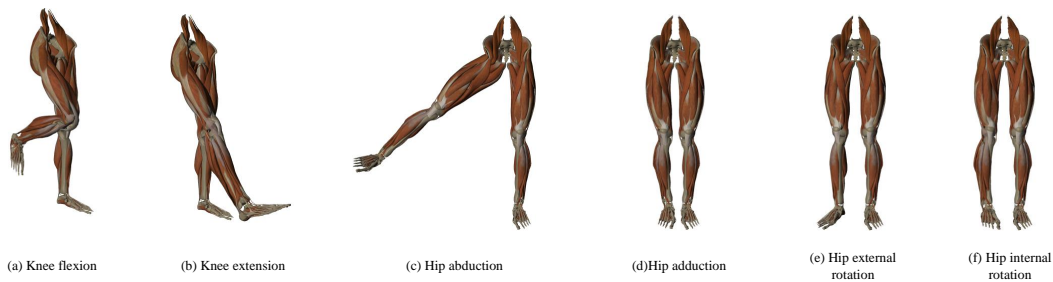 (a) Knee flexion
(b) Knee extension
(c) Hip abduction
(d)Hip adduction
(e) Hip external
rotation
(f) Hip internal
rotation